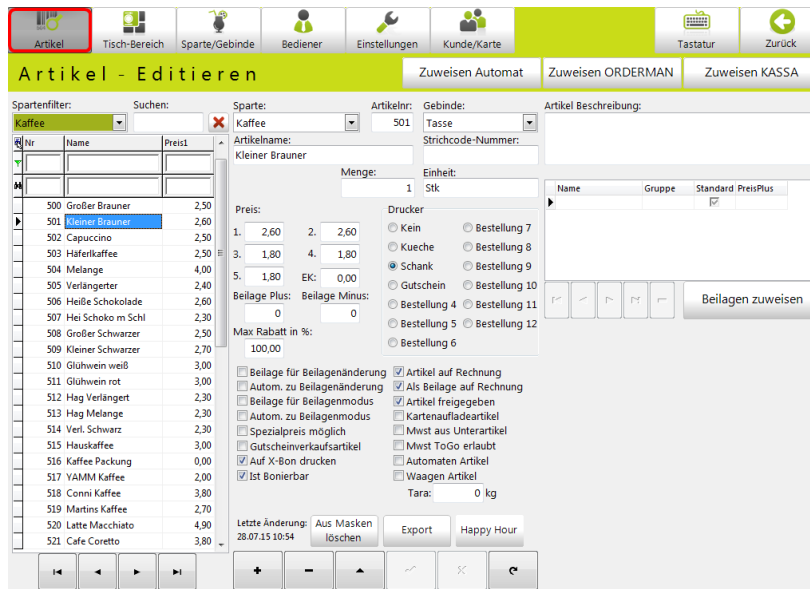 Artikel Tisch-Bereich Sparte/Gebinde Bediener Einstellungen Kunde/Karte Tastatur Zurück
Artikel - Editieren Zuweisen Automat Zuweisen ORDERMAN Zuweisen KASSA
Spartenfilter: Suchen: Sparte: Artikelnr: Gebinde: Artikel Beschreibung:
Kaffee Kaffee 501 Tasse
Nr Name Preis1
Artikelname: Strichcode-Nummer:
Kleiner Brauner
Menge: Einheit:
1 Stk
Name Gruppe Standard PreisPlus
500 Großer Brauner 2,50
501 Kleiner Brauner 2,60
502 Capuccino 2,50
503 Häferlkaffee 2,50
504 Melange 4,00
505 Verlängerter 2,40
506 Heiße Schokolade 2,60
507 Hei Schoko m Schl 2,30
508 Großer Schwarzer 2,50
509 Kleiner Schwarzer 2,70
510 Glühwein weiß 3,00
511 Glühwein rot 3,00
512 Hag Verlängert 2,30
513 Hag Melange 2,30
514 Verl. Schwarz 2,30
515 Hauskaffee 3,00
516 Kaffee Packung 0,00
517 YAMM Kaffee 2,00
518 Conni Kaffee 3,80
519 Martins Kaffee 2,70
520 Latte Macchiato 4,90
521 Cafe Coretto 3,80
Preis:
1. 2,60 2. 2,60
3. 1,80 4. 1,80
5. 1,80 EK: 0,00
Beilage Plus: Beilage Minus:
0 0
Max Rabatt in %:
100,00
Drucker
Kein Bestellung 7
Kueche Bestellung 8
Schank Bestellung 9
Gutschein Bestellung 10
Bestellung 4 Bestellung 11
Bestellung 5 Bestellung 12
Bestellung 6
Beilagen zuweisen
Beilage für Beilagenänderung Artikel auf Rechnung
Autom. zu Beilagenänderung Als Beilage auf Rechnung
Beilage für Beilagenmodus Artikel freigegeben
Autom. zu Beilagenmodus Kartenaufladeartikel
Spezialpreis möglich Mwst aus Unterartikel
Gutscheinverkaufsartikel Mwst ToGo erlaubt
Auf X-Bon drucken Automaten Artikel
Ist Bonierbar Waagen Artikel
Tara: 0 kg
Letzte Änderung:
28.07.15 10:54
Aus Masken
löschen
Export
Happy Hour